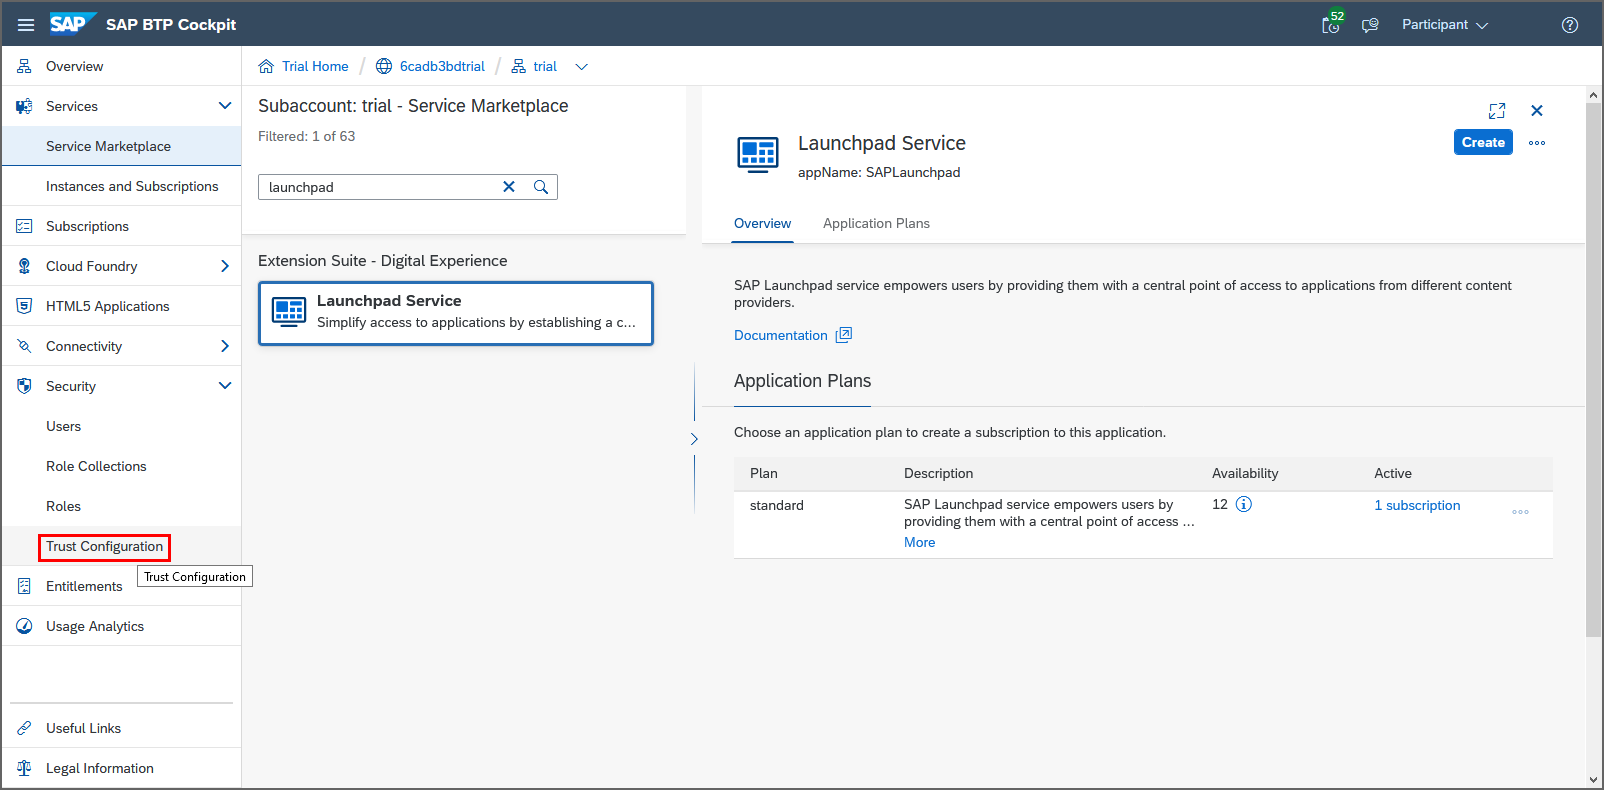 SAP SAP BTP Cockpit
52
Participant
Overview
Services
Service Marketplace
Instances and Subscriptions
Subscriptions
Cloud Foundry
HTML5 Applications
Connectivity
Security
Users
Role Collections
Roles
Trust Configuration
Trust Configuration
Entitlements
Usage Analytics
Useful Links
Legal Information
Trial Home / 6cadb3bdtrial / trial
Subaccount: trial - Service Marketplace
Filtered: 1 of 63
launchpad
Extension Suite - Digital Experience
Launchpad Service
Simplify access to applications by establishing a c...
Launchpad Service
appName: SAPLaunchpad
Create
Overview Application Plans
SAP Launchpad service empowers users by providing them with a central point of access to applications from different content
providers.
Documentation
Application Plans
Choose an application plan to create a subscription to this application.
Plan Description Availability Active
standard SAP Launchpad service empowers users by 12 1 subscription
providing them with a central point of access ...
More